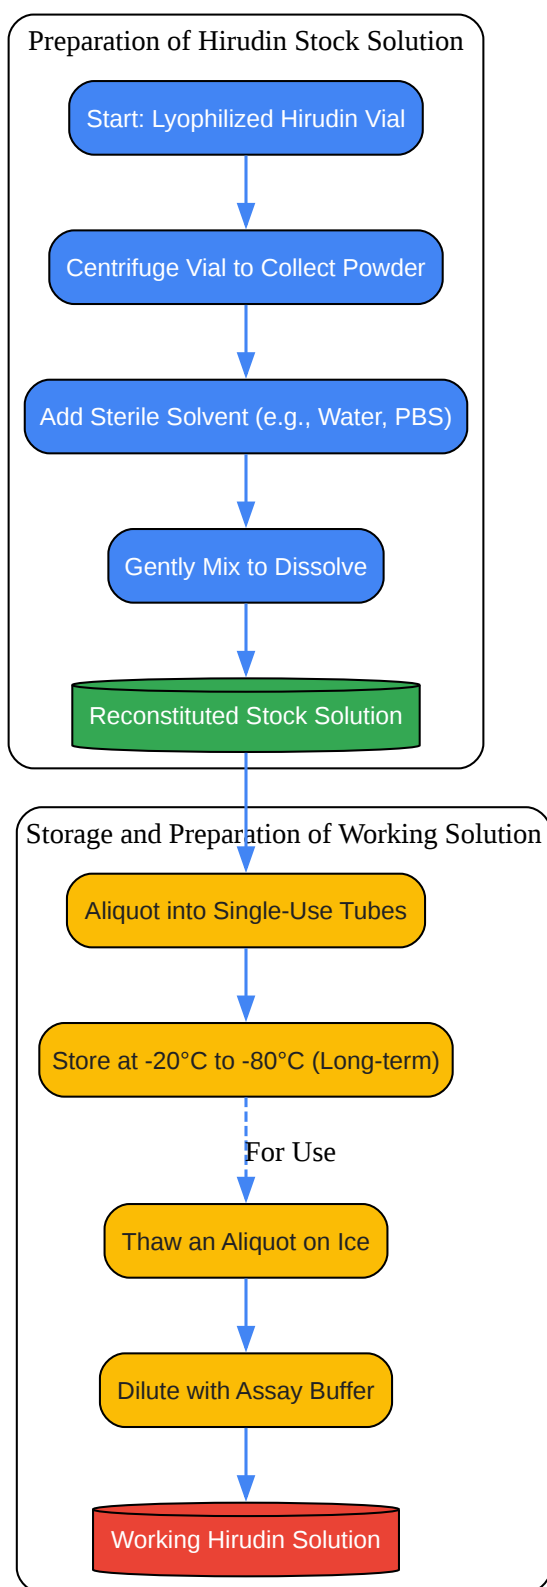 Preparation of Hirudin Stock Solution
Start: Lyophilized Hirudin Vial
Centrifuge Vial to Collect Powder
Add Sterile Solvent (e.g., Water, PBS)
Gently Mix to Dissolve
Reconstituted Stock Solution
Storage and Preparation of Working Solution
Aliquot into Single-Use Tubes
Store at -20°C to -80°C (Long-term)
For Use
Thaw an Aliquot on Ice
Dilute with Assay Buffer
Working Hirudin Solution